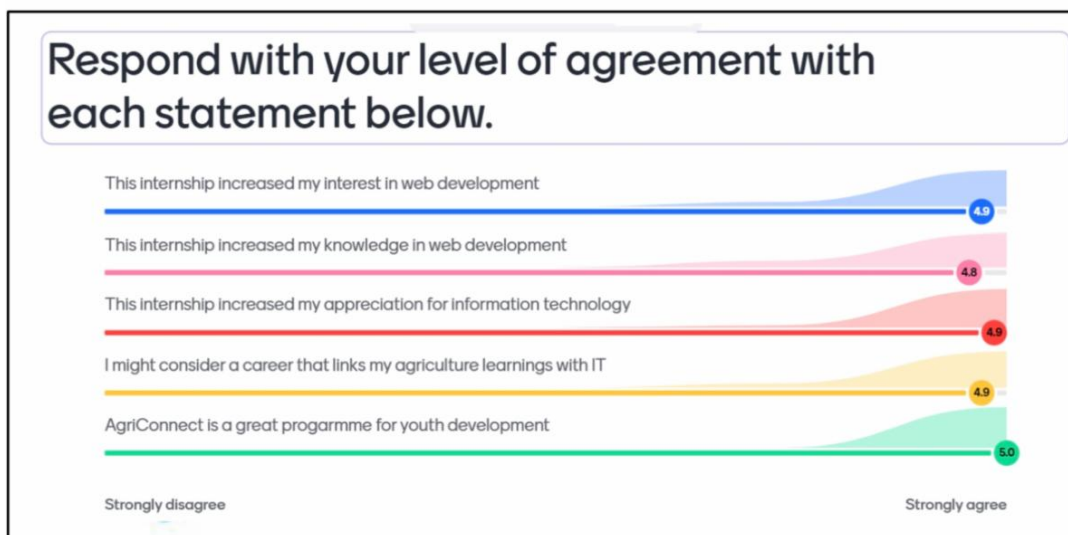 Respond with your level of agreement with
each statement below.
This internship increased my interest in web development
4.9
This internship increased my knowledge in web development
4.8
This internship increased my appreciation for information technology
4.9
I might consider a career that links my agriculture learnings with IT
4.9
AgriConnect is a great progarmme for youth development
5.0
Strongly disagree
Strongly agree